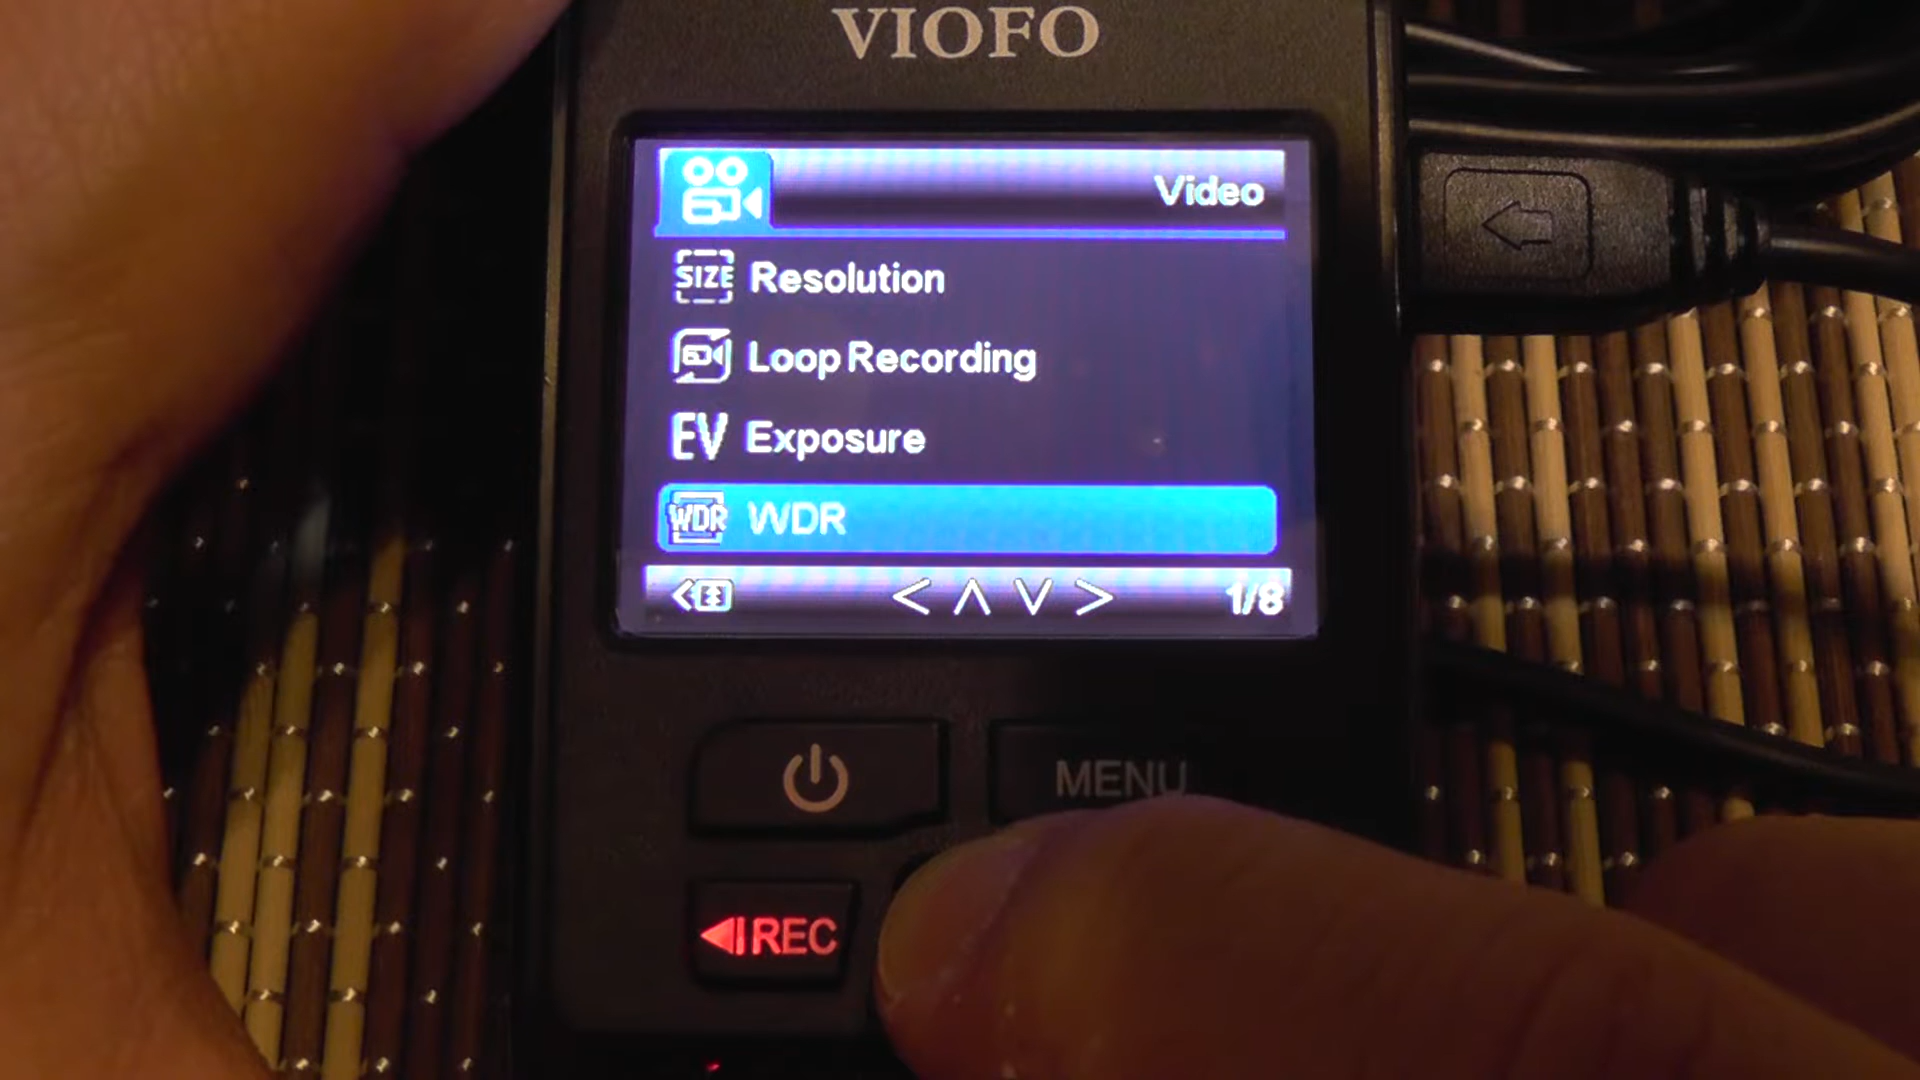 VIOFO
Video
SIZE Resolution
Loop Recording
EV Exposure
WDR WDR
1/8
MENU
REC